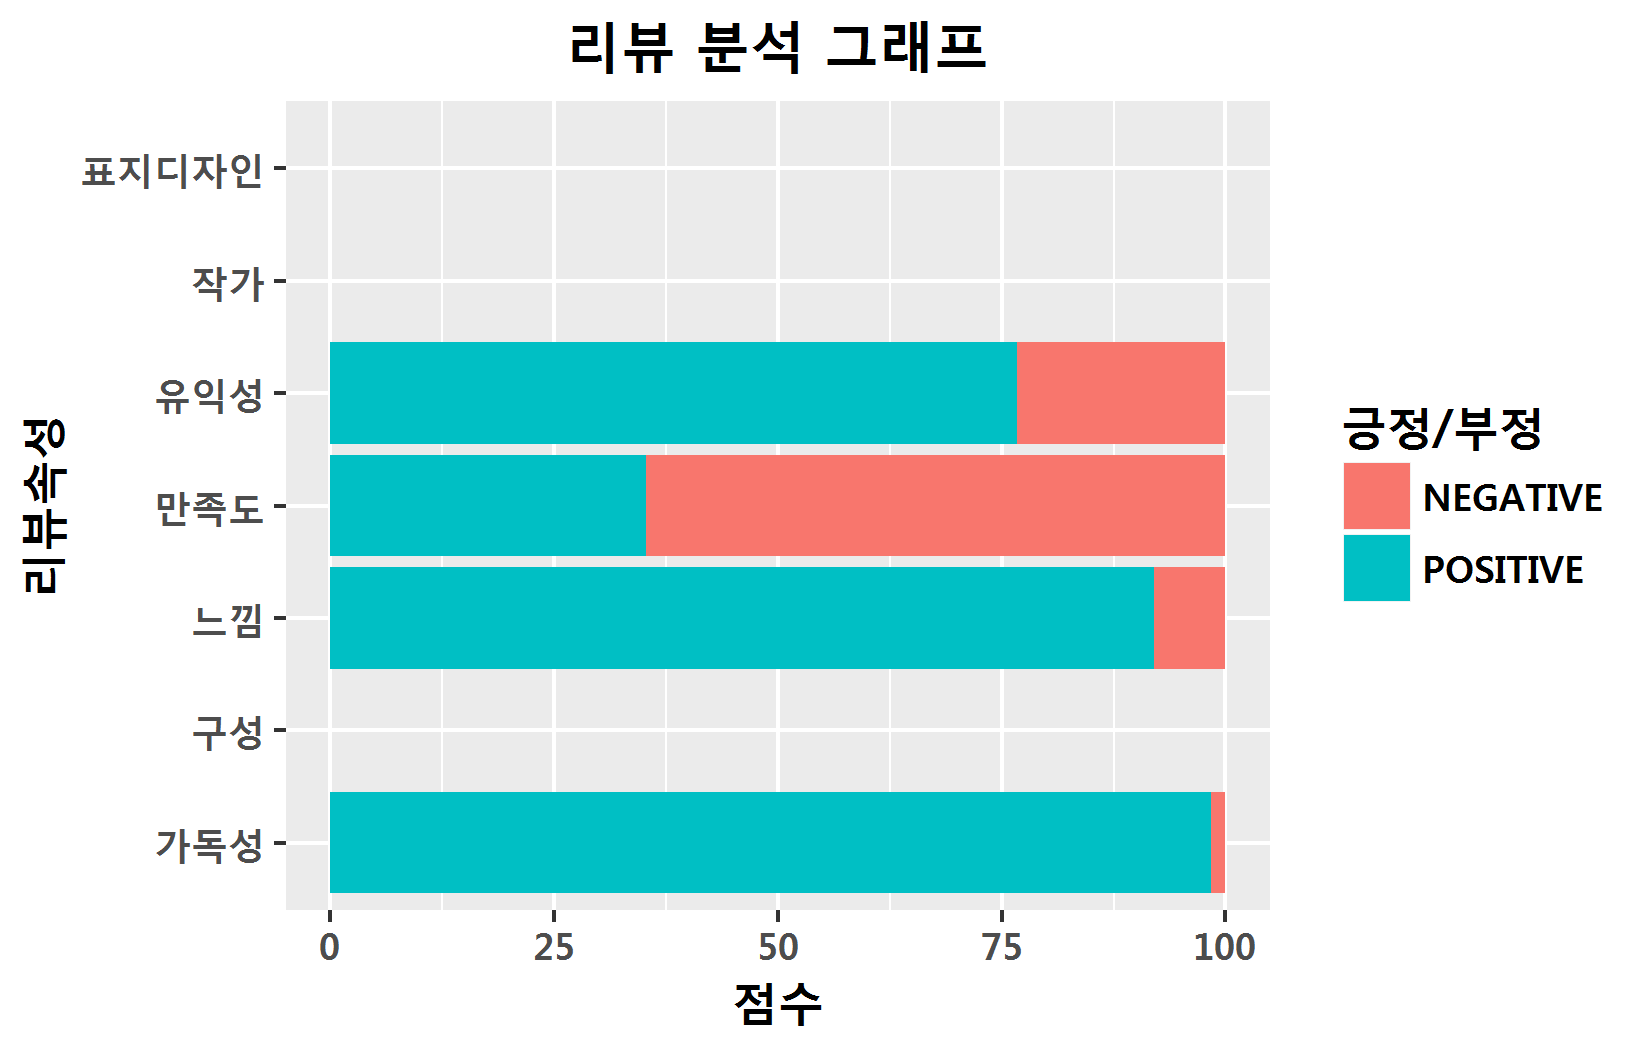 리뷰 분석 그래프
표지디자인
작가
유익성
만족도
느낌
구성
가독성
리뷰속성
0 25 50 75 100
점수
긍정/부정
NEGATIVE
POSITIVE